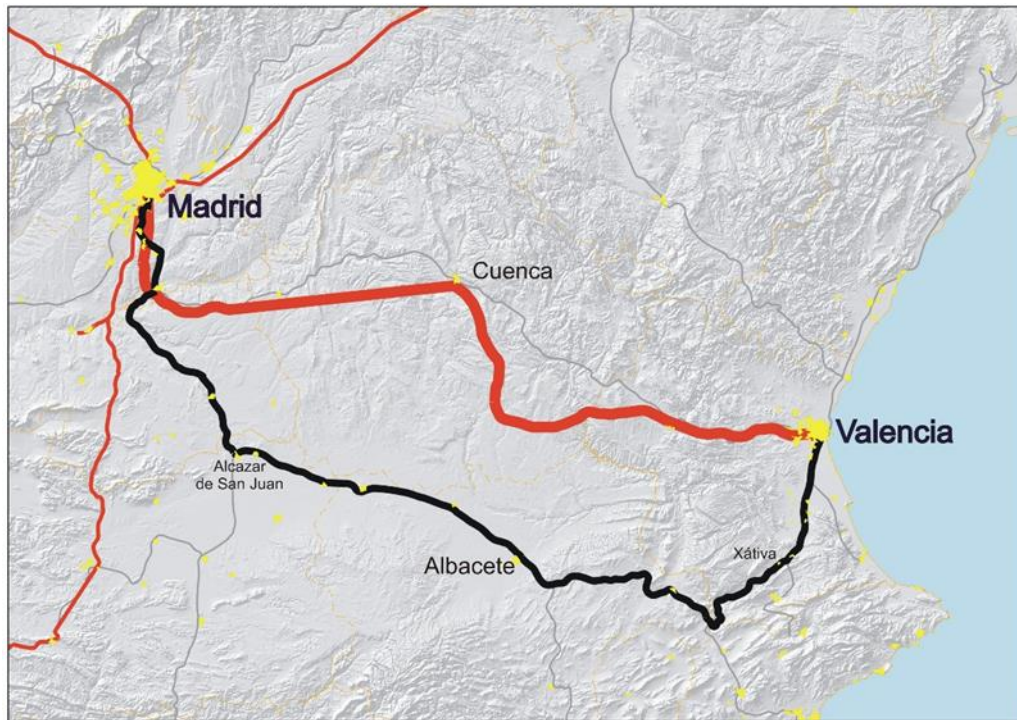 Madrid
Cuenca
Valencia
Alcazar
de San Juan
Xátiva
Albacete